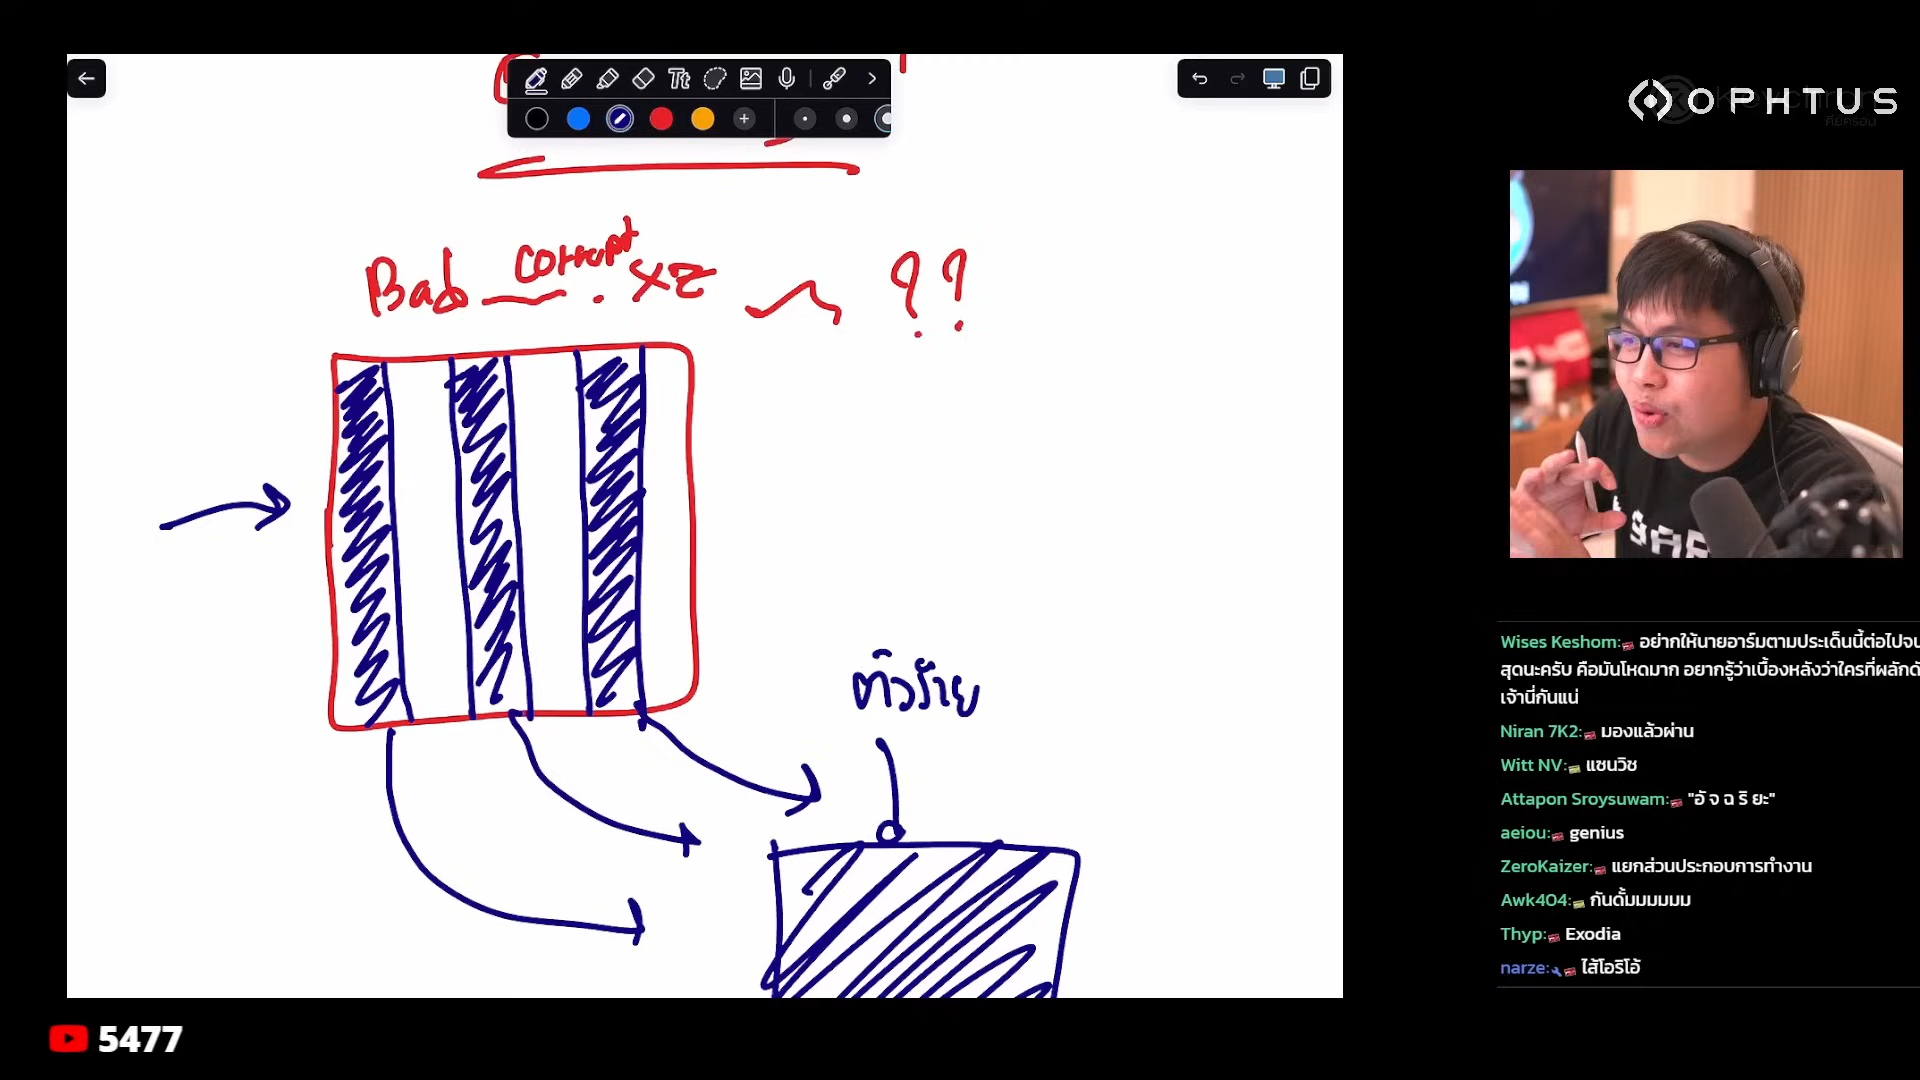 OPHTUS
Bad corrupt . xz ??
ตัวร้าย
Wises Keshom: อย่ากให้นายอาร์มตามประเด็นนี้ต่อไปจน
สุดนะครับ คือมันโหดมาก อยากรู้ว่าเบื้องหลังว่าใครที่ผลักดั
เจ้านี่กันแน่
Niran 7K2: มองแล้วผ่าน
Witt NV: แซนวิช
Attapon Sroysuwam: "อั จ ฉ ริ ยะ"
aeiou: genius
ZeroKaizer: แยกส่วนประกอบการทำงาน
Awk404: กันดั้มมมมมม
Thyp: Exodia
narze: ไส้โอริโอ้
5477